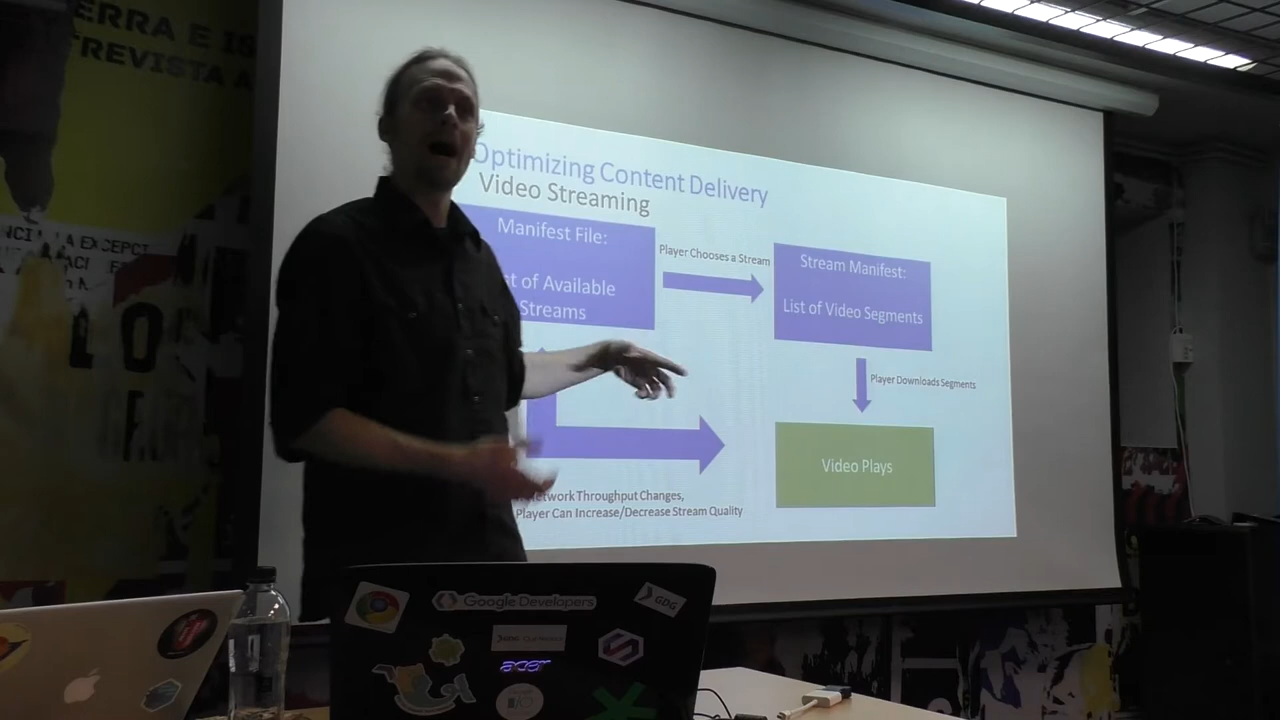 ERRA E
TREVISTA A
Optimizing Content Delivery
Video Streaming
Manifest File:
st of Available
Streams
Player Chooses a Stream
Stream Manifest:
List of Video Segments
Player Downloads Segments
Video Plays
etwork Throughput Changes,
Player Can Increase/Decrease Stream Quality
Google Developers
GDG
acer